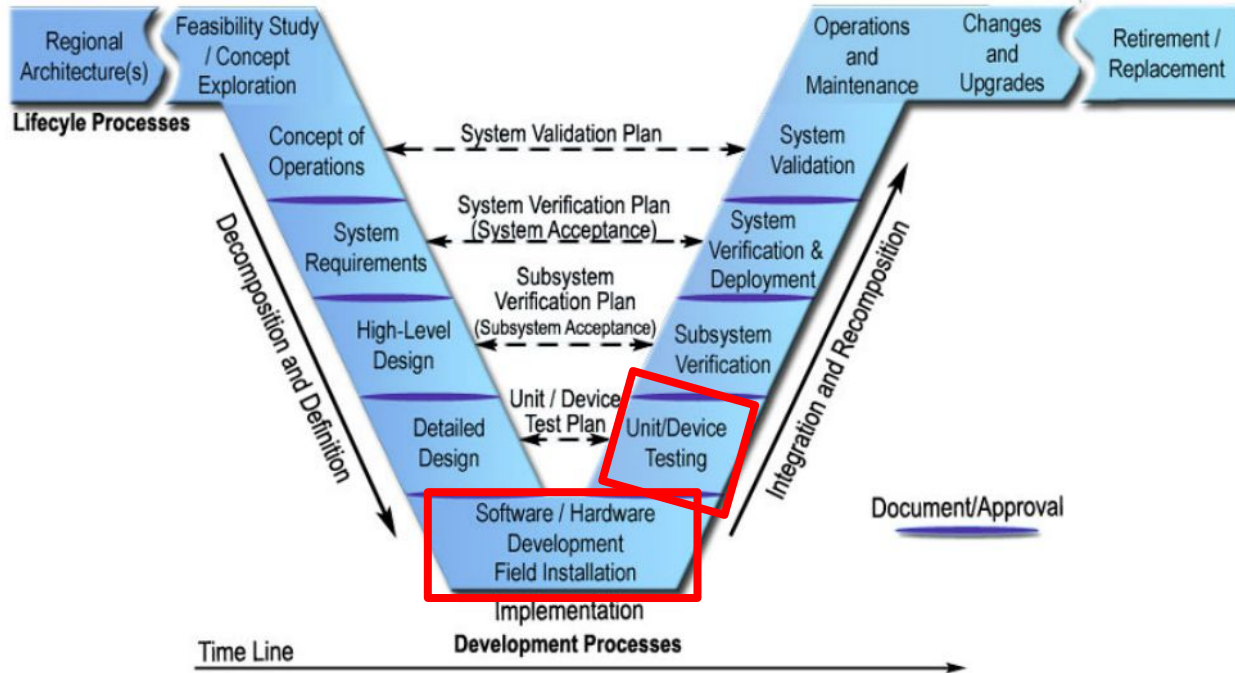 Regional
Architecture(s)
Feasibility Study
/ Concept
Exploration
Operations
and
Maintenance
Changes
and
Upgrades
Retirement /
Replacement
Lifecyle Processes
Concept of
Operations
System Validation Plan
System
Validation
System
Requirements
System Verification Plan
(System Acceptance)
System
Verification &
Deployment
High-Level
Design
Subsystem
Verification Plan
(Subsystem Acceptance)
Subsystem
Verification
Detailed
Design
Unit / Device
Test Plan
Unit/Device
Testing
Decomposition and Definition
Integration and Recomposition
Software / Hardware
Development
Field Installation
Document/Approval
Implementation
Development Processes
Time Line